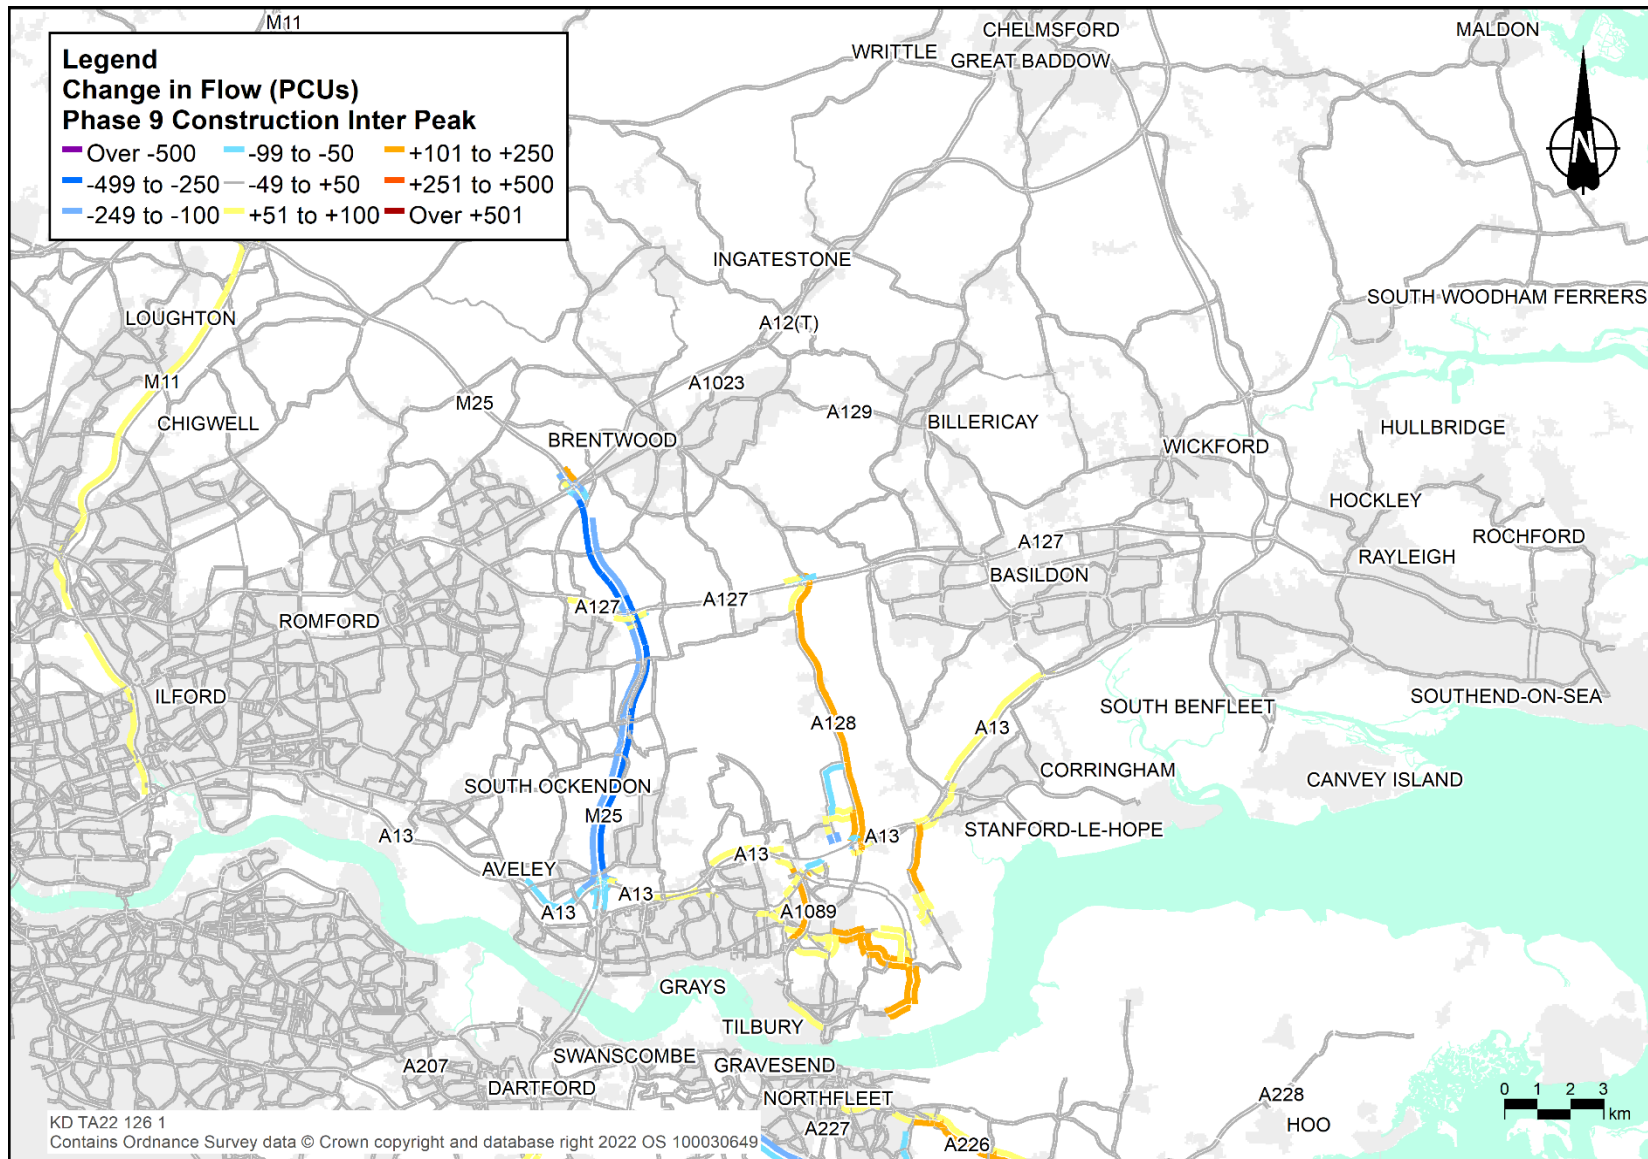 M11
Legend
Change in Flow (PCUs)
Phase 9 Construction Inter Peak
Over -500
-99 to -50
+101 to +250
-499 to -250
-49 to +50
+251 to +500
-249 to -100
+51 to +100
Over +501
WRITTLE
CHELMSFORD
GREAT BADDOW
MALDON
N
INGATESTONE
SOUTH WOODHAM FERRERS
LOUGHTON
A12(T)
M11
M25
A1023
CHIGWELL
A129
BILLERICAY
HULLBRIDGE
BRENTWOOD
WICKFORD
HOCKLEY
ROCHFORD
A127
RAYLEIGH
BASILDON
A127
A127
ROMFORD
ILFORD
SOUTH BENFLEET
SOUTHEND-ON-SEA
A128
A13
CORRINGHAM
CANVEY ISLAND
SOUTH OCKENDON
M25
STANFORD-LE-HOPE
A13
A13
A13
AVELEY
A13
A13
A1089
GRAYS
TILBURY
SWANSCOMBE
A207
GRAVESEND
DARTFORD
NORTHFLEET
A228
HOO
A227
A226
0 1 2 3
km
KD TA22 126 1
Contains Ordnance Survey data © Crown copyright and database right 2022 OS 100030649